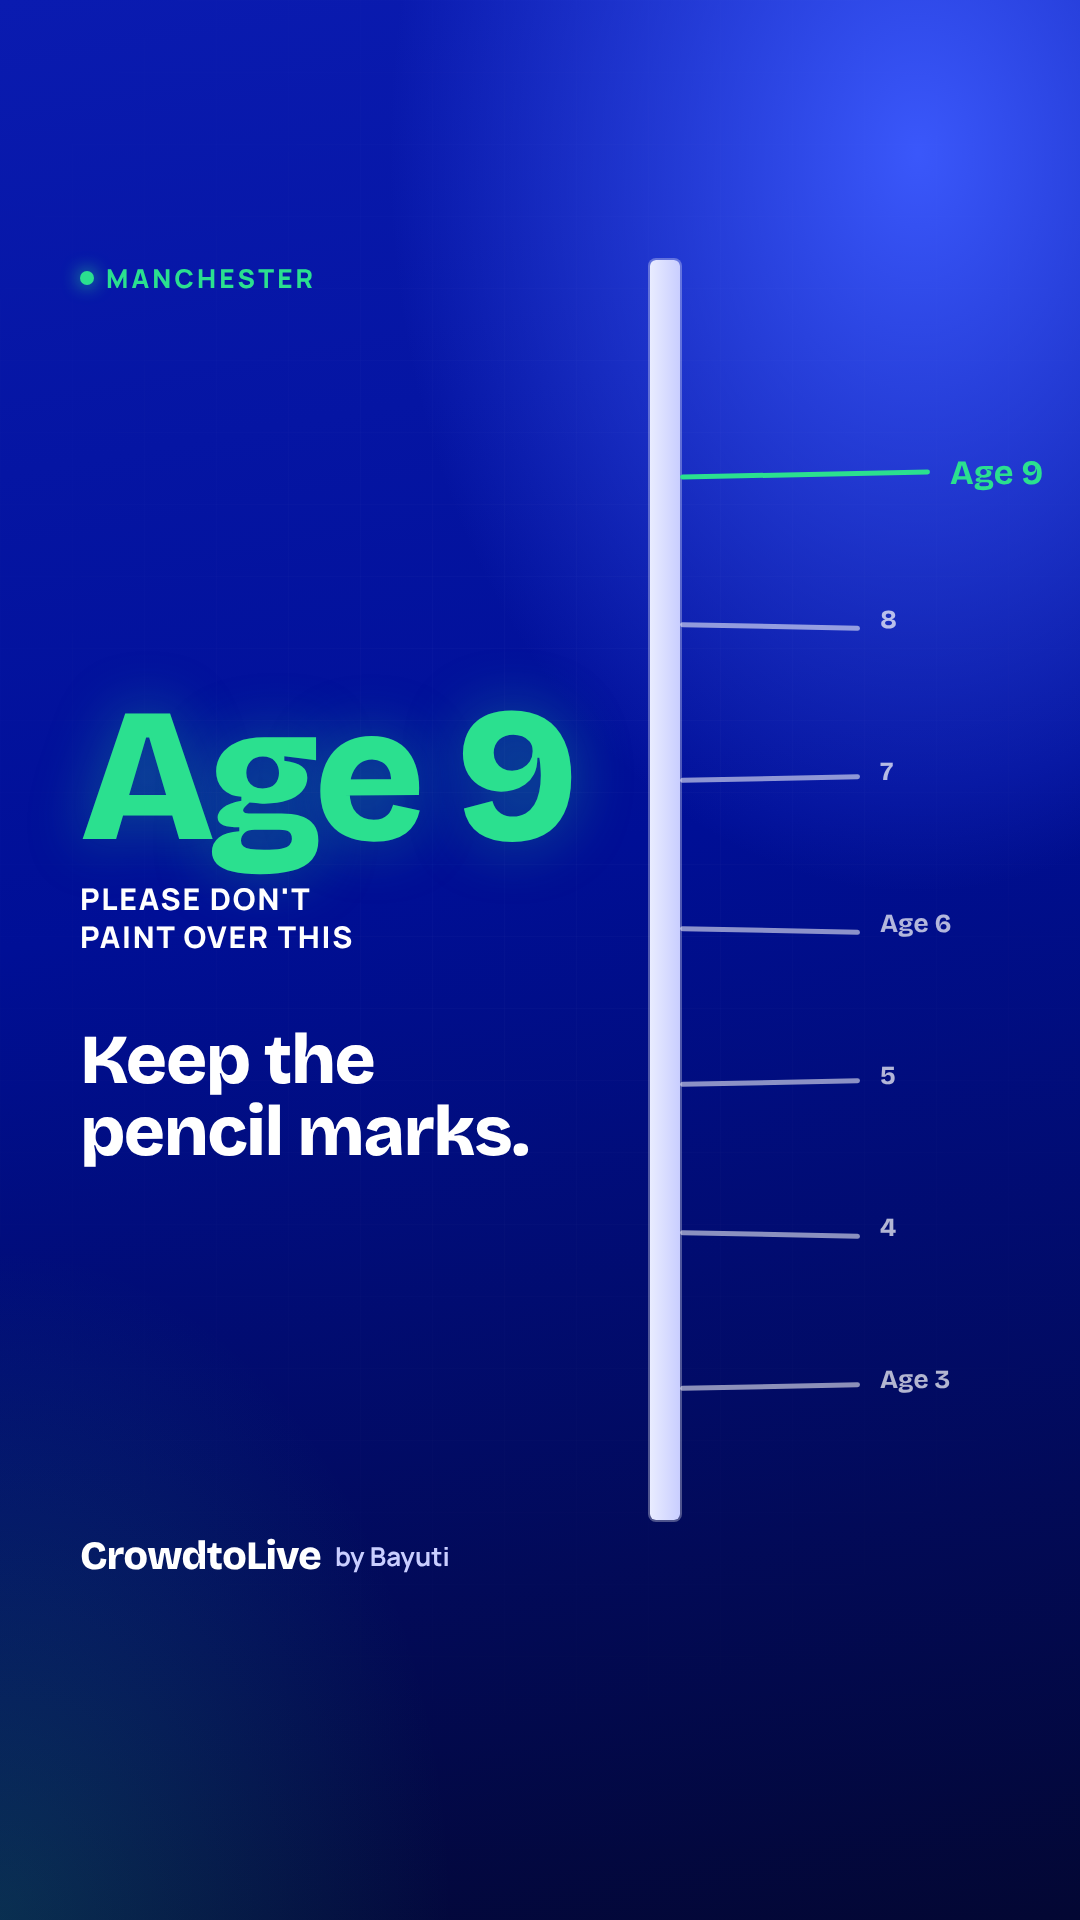 MANCHESTER
Age 9
8
7
Age 9
PLEASE DON'T
PAINT OVER THIS
Age 6
Keep the
pencil marks.
5
4
Age 3
CrowdtoLive by Bayuti